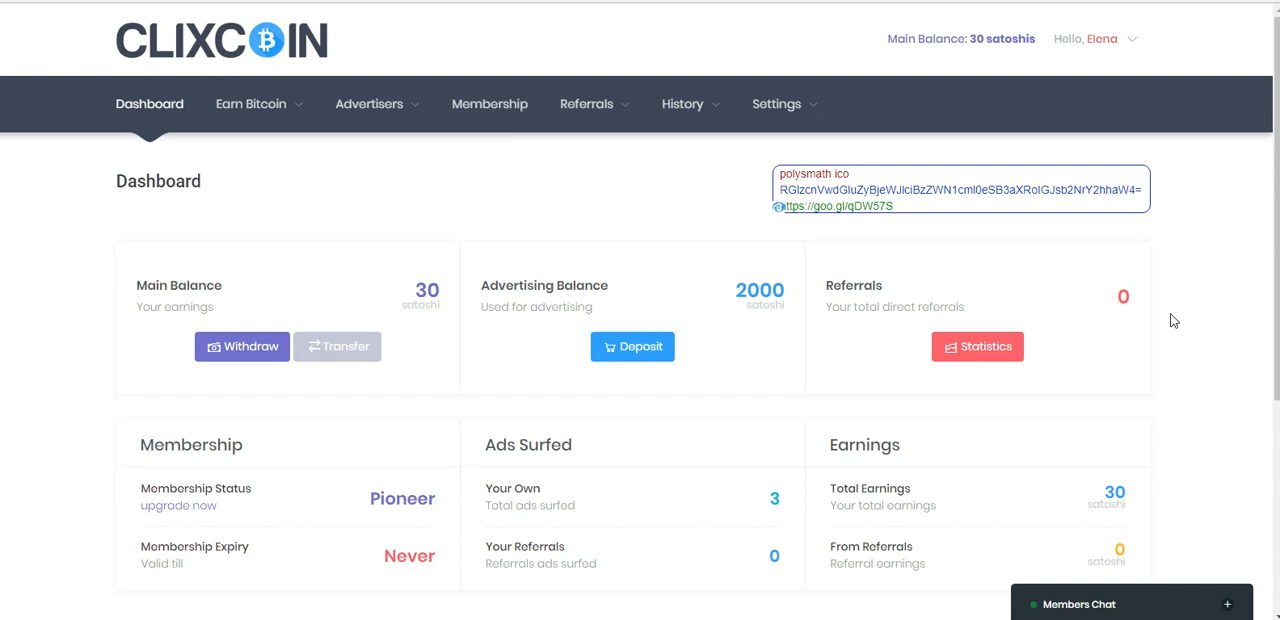 CLIXCOIN
Main Balance: 30 satoshis
Hello, Elona
Dashboard
Earn Bitcoin
Advertisers
Membership
Referrals
History
Settings
Dashboard
polysmath ico
RGlzcnVwdGluZyBjeWJlciBzZWN1cml0eSB3aXRoIGJsb2NrY2hhaW4=
https://goo.gl/qDW57S
Main Balance
Your earnings
30
satoshi
Withdraw
Transfer
Advertising Balance
Used for advertising
2000
satoshi
Deposit
Referrals
Your total direct referrals
0
Statistics
Membership
Membership Status
upgrade now
Pioneer
Membership Expiry
Valid till
Never
Ads Surfed
Your Own
Total ads surfed
3
Your Referrals
Referrals ads surfed
0
Earnings
Total Earnings
Your total earnings
30
satoshi
From Referrals
Referral earnings
0
satoshi
Members Chat